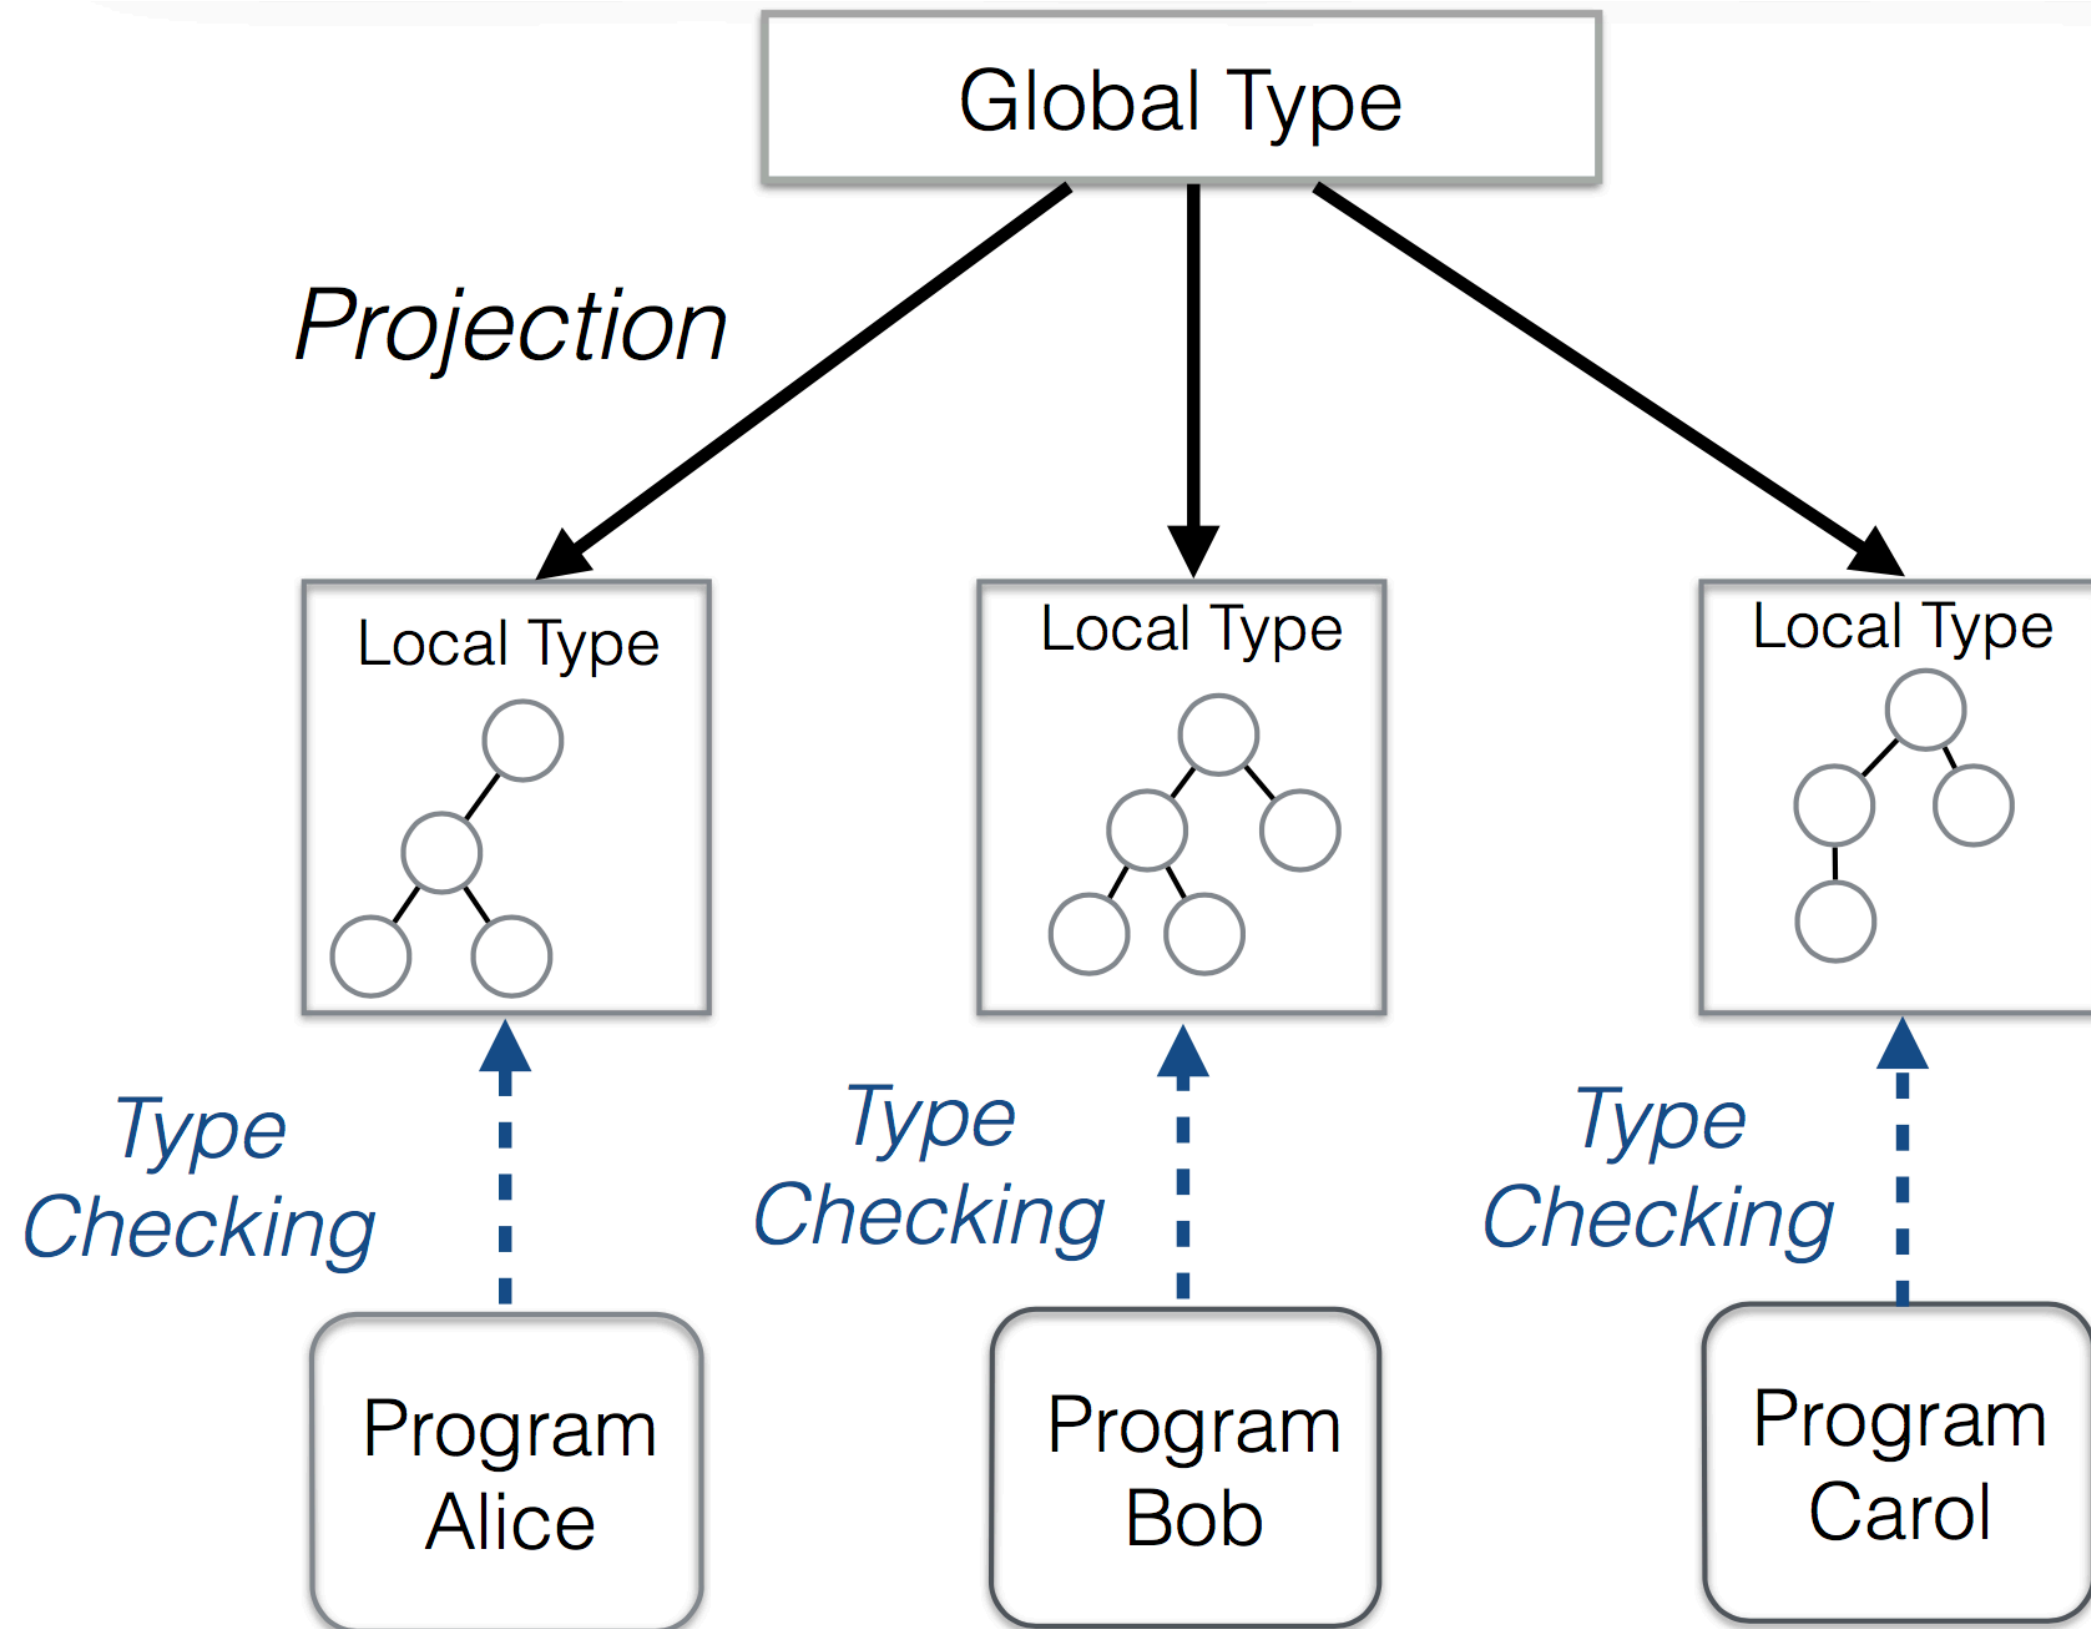 Global Type
Projection
Local Type
Local Type
Local Type
Type
Checking
Type
Checking
Type
Checking
Program
Alice
Program
Bob
Program
Carol